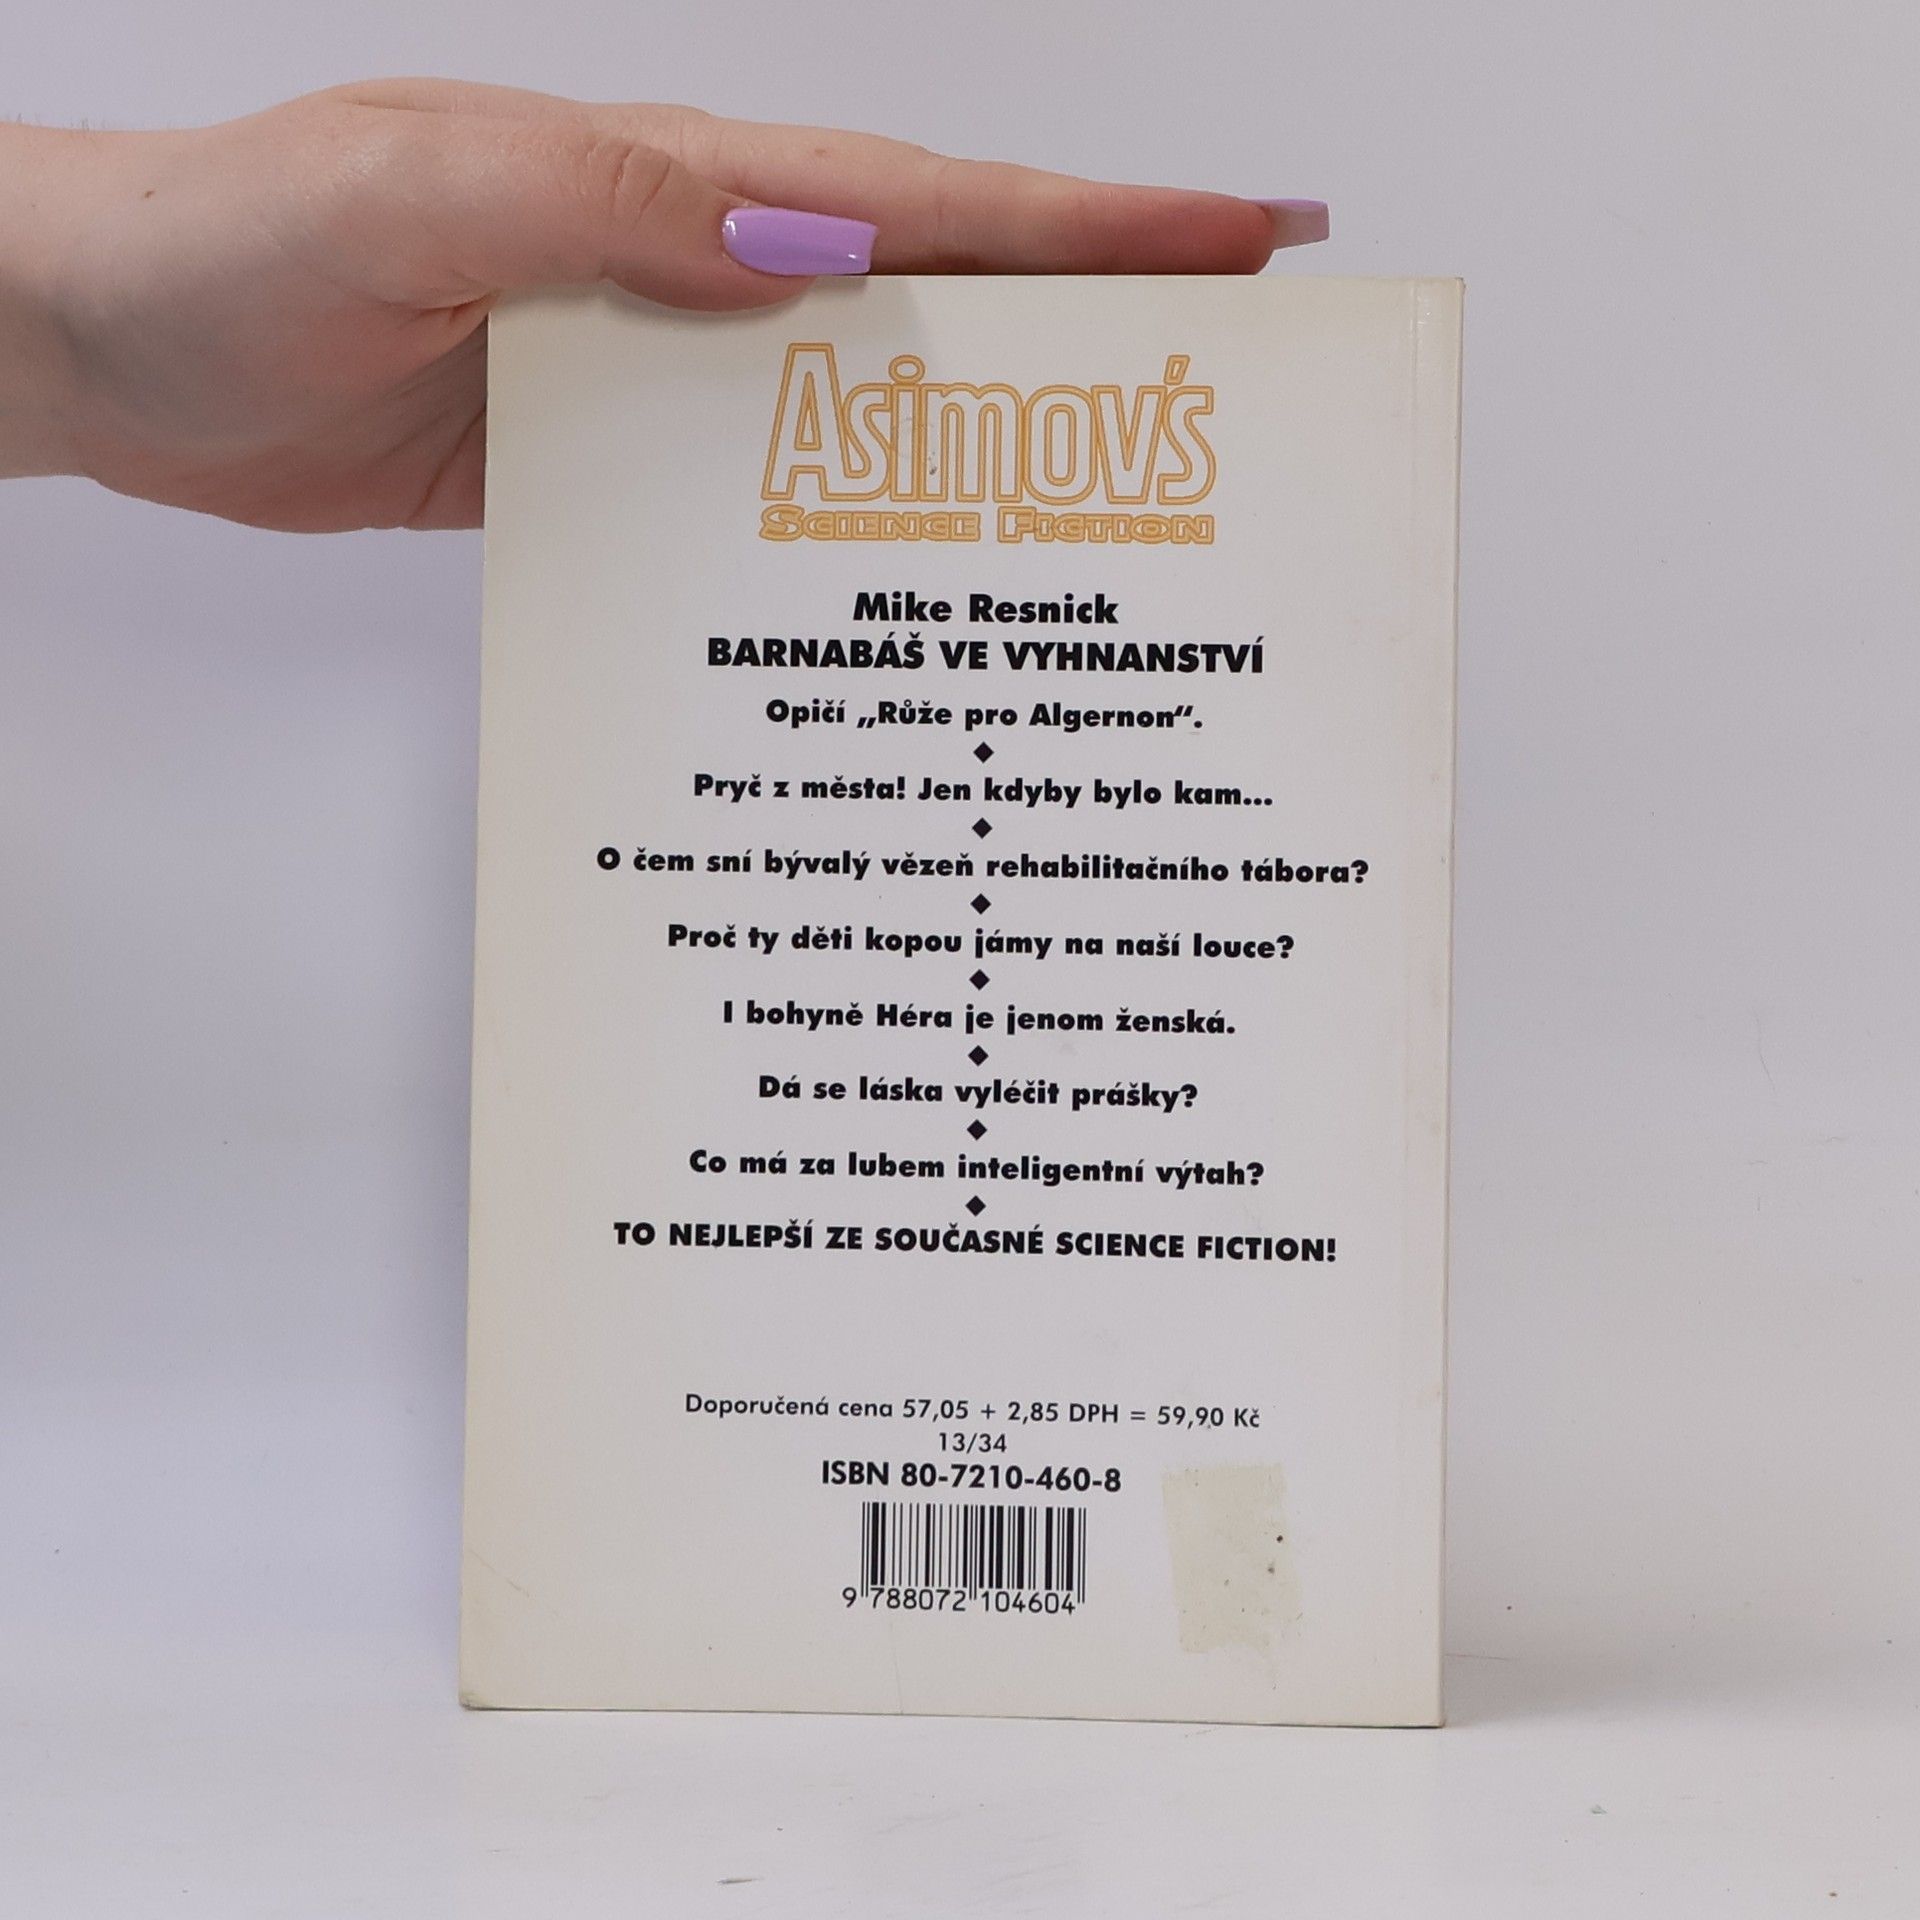 Asimov's
Science Fiction
Mike Resnick
BARNABÁŠ VE VYHNANSTVÍ
Opičí „Růže pro Algernon“.
Pryč z města! Jen kdyby bylo kam...
O čem sní bývalý vězeň rehabilitačního tábora?
Proč ty děti kopou jámy na naší louce?
I bohyně Héra je jenom ženská.
Dá se láska vyléčit prášky?
Co má za lubem inteligentní výtah?
TO NEJLEPŠÍ ZE SOUČASNÉ SCIENCE FICTION!
Doporučená cena 57,05 + 2,85 DPH = 59,90 Kč
13/34
ISBN 80-7210-460-8
9 788072 104604